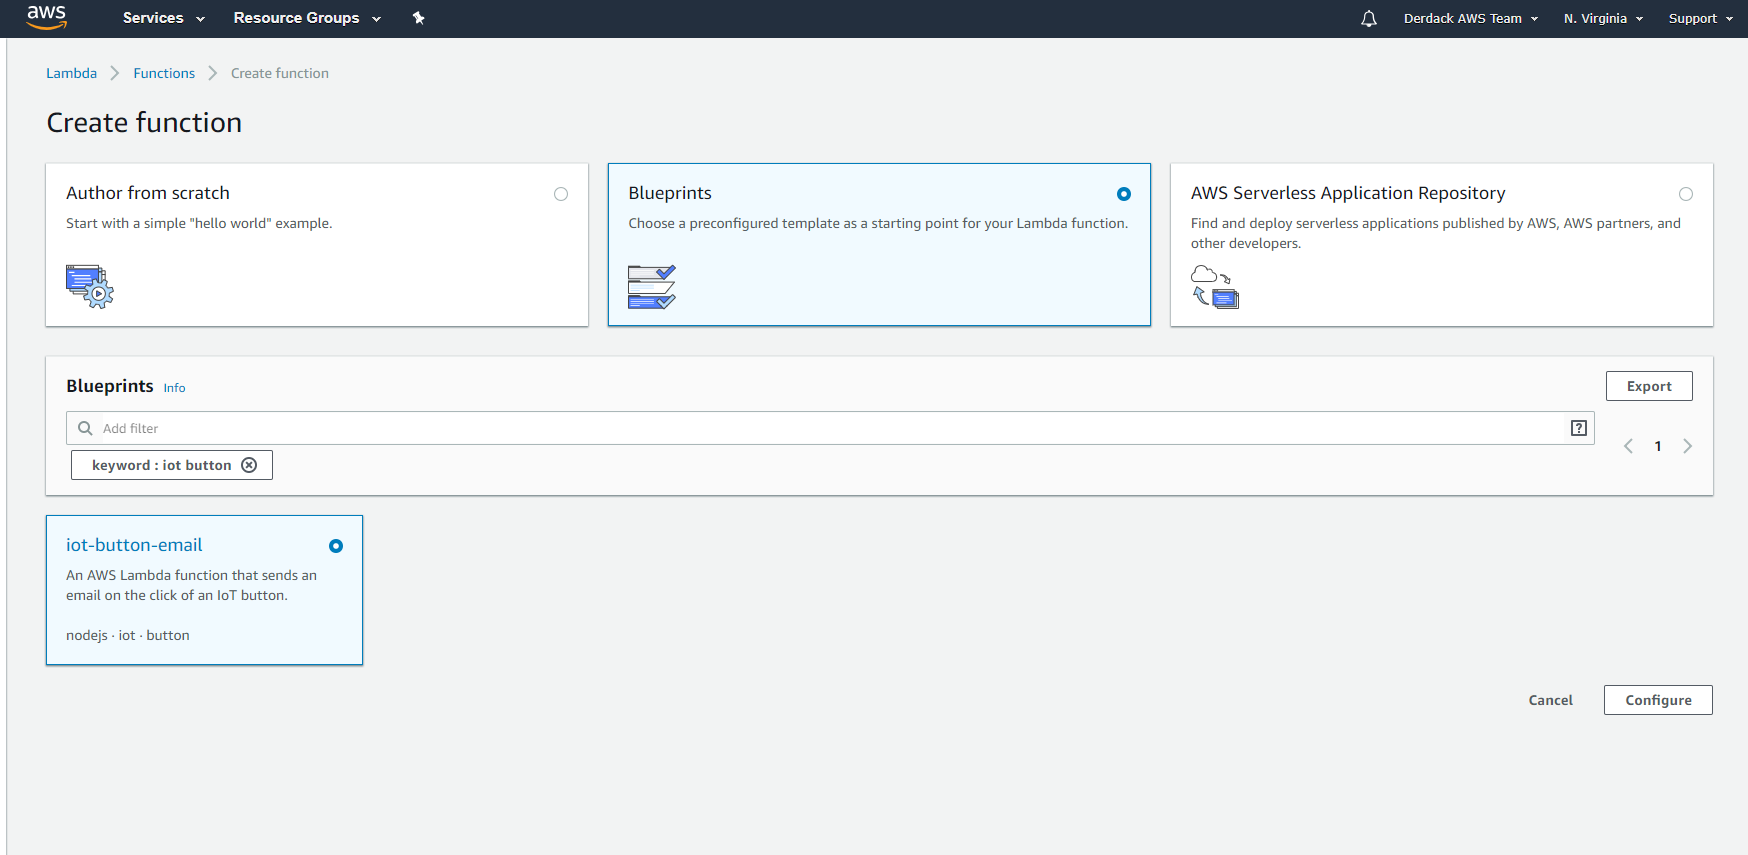 aws Services Resource Groups Derdack AWS Team N. Virginia Support
Lambda Functions Create function
Create function
Author from scratch
Start with a simple "hello world" example.
Blueprints
Choose a preconfigured template as a starting point for your Lambda function.
AWS Serverless Application Repository
Find and deploy serverless applications published by AWS, AWS partners, and
other developers.
Blueprints Info
Export
Add filter
?
keyword : iot button
1
iot-button-email
An AWS Lambda function that sends an
email on the click of an IoT button.
nodejs · iot · button
Cancel Configure